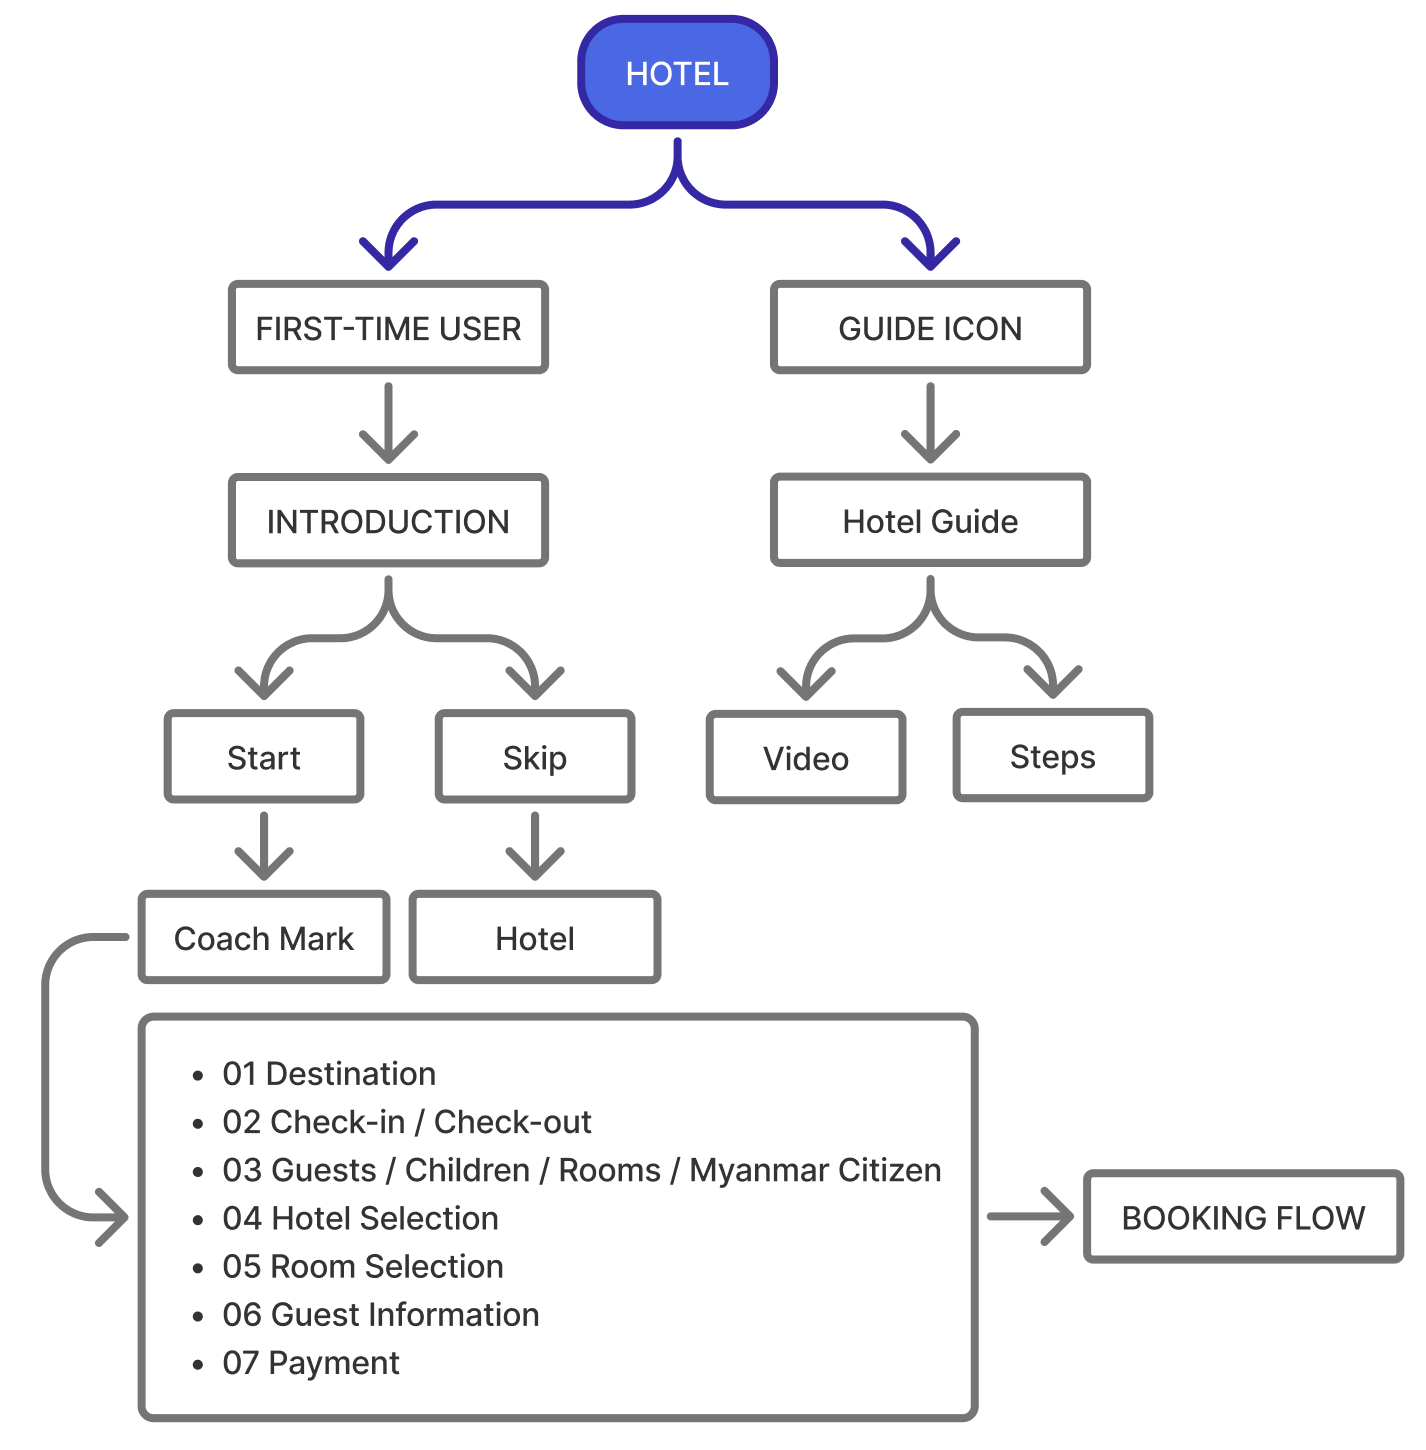 HOTEL
FIRST-TIME USER
GUIDE ICON
INTRODUCTION
Hotel Guide
Start
Skip
Video
Steps
Coach Mark
Hotel
• 01 Destination
• 02 Check-in / Check-out
• 03 Guests / Children / Rooms / Myanmar Citizen
• 04 Hotel Selection
• 05 Room Selection
• 06 Guest Information
• 07 Payment
BOOKING FLOW